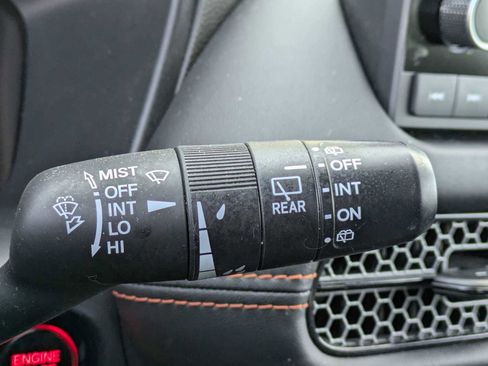 MIST
OFF
INT
LO
HI
REAR
OFF
INT
ON
ENGINE